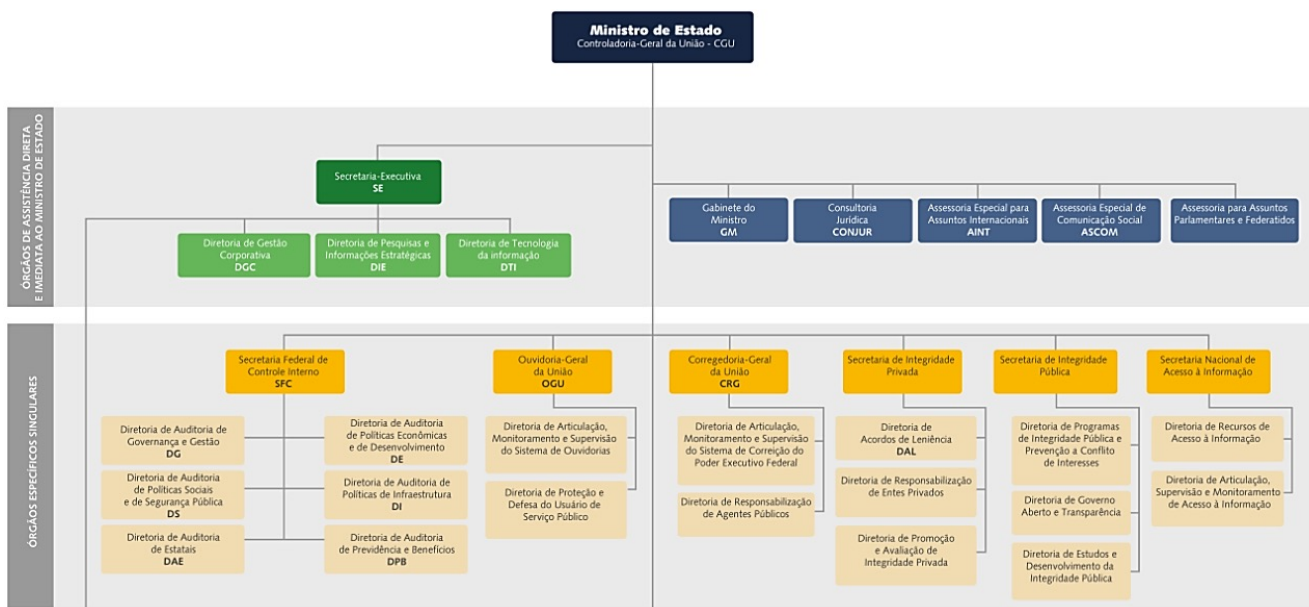 Ministro de Estado
Controladoria-Geral da União - CGU
ÓRGÃOS DE ASSISTÊNCIA DIRETA
E IMEDIATA AO MINISTRO DE ESTADO
Secretaria-Executiva
SE
Diretoria de Gestão
Corporativa
DGC
Diretoria de Pesquisas e
Informações Estratégicas
DIE
Diretoria de Tecnologia
da informação
DTI
Gabinete do
Ministro
GM
Consultoria
Jurídica
CONJUR
Assessoria Especial para
Assuntos Internacionais
AINT
Assessoria Especial de
Comunicação Social
ASCOM
Assessoria para Assuntos
Parlamentares e Federatidos
ÓRGÃOS ESPECÍFICOS SINGULARES
Secretaria Federal de
Controle Interno
SFC
Diretoria de Auditoria de
Governança e Gestão
DG
Diretoria de Auditoria
de Políticas Econômicas
e de Desenvolvimento
DE
Diretoria de Auditoria
de Políticas Sociais
e de Segurança Pública
DS
Diretoria de Auditoria de
Políticas de Infraestrutura
DI
Diretoria de Auditoria
de Estatais
DAE
Diretoria de Auditoria
de Previdência e Benefícios
DPB
Ouvidoria-Geral
da União
OGU
Diretoria de Articulação,
Monitoramento e Supervisão
do Sistema de Ouvidorias
Diretoria de Proteção e
Defesa do Usuário de
Serviço Público
Corregedoria-Geral
da União
CRG
Diretoria de Articulação,
Monitoramento e Supervisão
do Sistema de Correição do
Poder Executivo Federal
Diretoria de Responsabilização
de Agentes Públicos
Secretaria de Integridade
Privada
Diretoria de
Acordos de Leniência
DAL
Diretoria de Responsabilização
de Entes Privados
Diretoria de Promoção
e Avaliação de
Integridade Privada
Secretaria de Integridade
Pública
Diretoria de Programas
de Integridade Pública e
Prevenção a Conflito
de Interesses
Diretoria de Governo
Aberto e Transparência
Diretoria de Estudos e
Desenvolvimento da
Integridade Pública
Secretaria Nacional de
Acesso à Informação
Diretoria de Recursos de
Acesso à Informação
Diretoria de Articulação,
Supervisão e Monitoramento
de Acesso à Informação